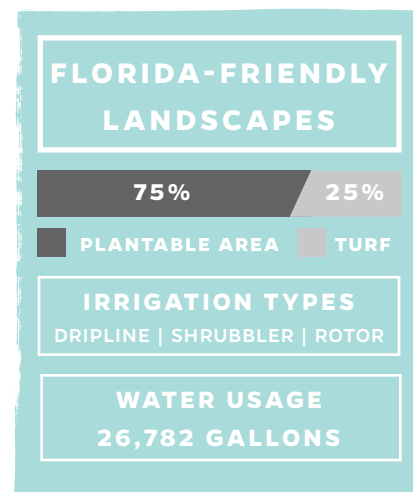 FLORIDA-FRIENDLY
LANDSCAPES
75% 25%
PLANTABLE AREA TURF
IRRIGATION TYPES
DRIPLINE | SHRUBBLER | ROTOR
WATER USAGE
26,782 GALLONS